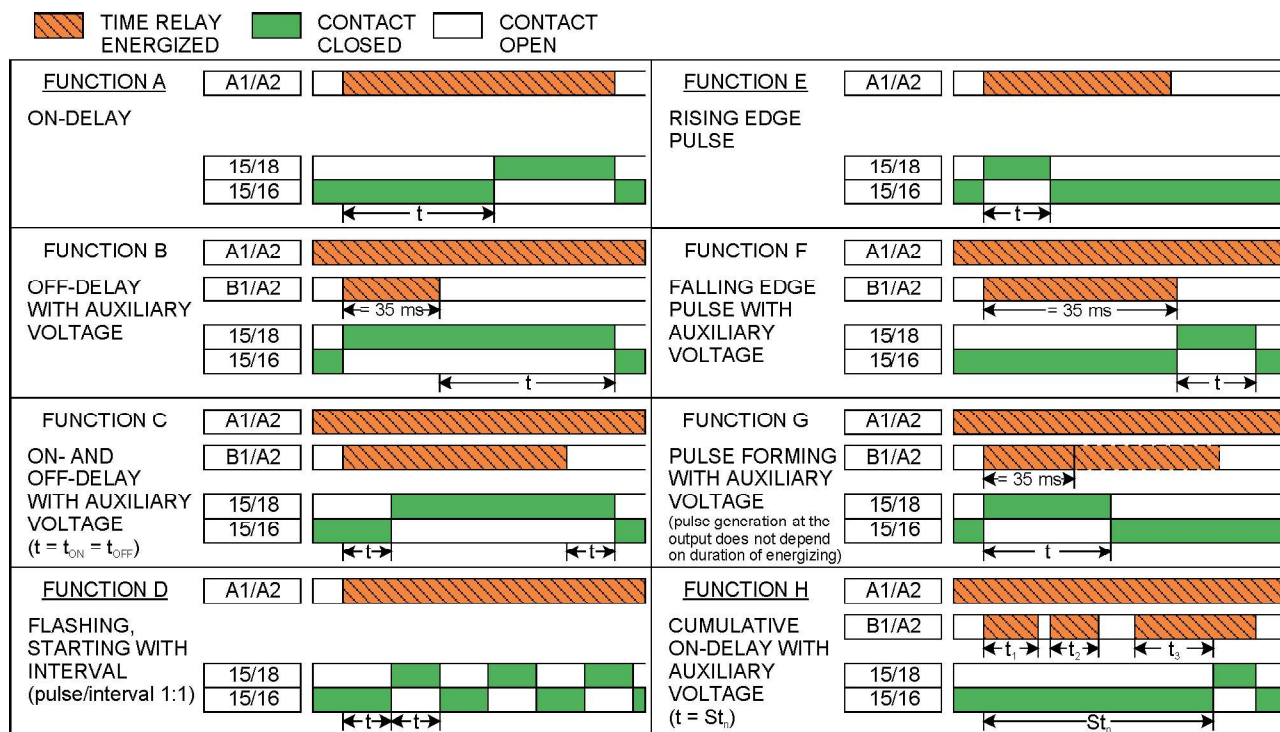 TIME RELAY
ENERGIZED
CONTACT
CLOSED
CONTACT
OPEN
FUNCTION A
A1/A2
ON-DELAY
15/18
15/16
t
FUNCTION E
A1/A2
RISING EDGE
PULSE
15/18
15/16
t
FUNCTION B
A1/A2
OFF-DELAY
WITH AUXILIARY
VOLTAGE
B1/A2
= 35 ms
15/18
15/16
t
FUNCTION F
A1/A2
FALLING EDGE
PULSE WITH
AUXILIARY
VOLTAGE
B1/A2
= 35 ms
15/18
15/16
t
FUNCTION C
A1/A2
ON- AND
OFF-DELAY
WITH AUXILIARY
VOLTAGE
(t = tON = tOFF)
B1/A2
15/18
15/16
t
t
FUNCTION G
A1/A2
PULSE FORMING
WITH AUXILIARY
VOLTAGE
(pulse generation at the
output does not depend
on duration of energizing)
B1/A2
= 35 ms
15/18
15/16
t
FUNCTION D
A1/A2
FLASHING,
STARTING WITH
INTERVAL
(pulse/interval 1:1)
15/18
15/16
t
t
FUNCTION H
A1/A2
CUMULATIVE
ON-DELAY WITH
AUXILIARY
VOLTAGE
(t = Stn)
B1/A2
t1
t2
t3
15/18
15/16
Stn